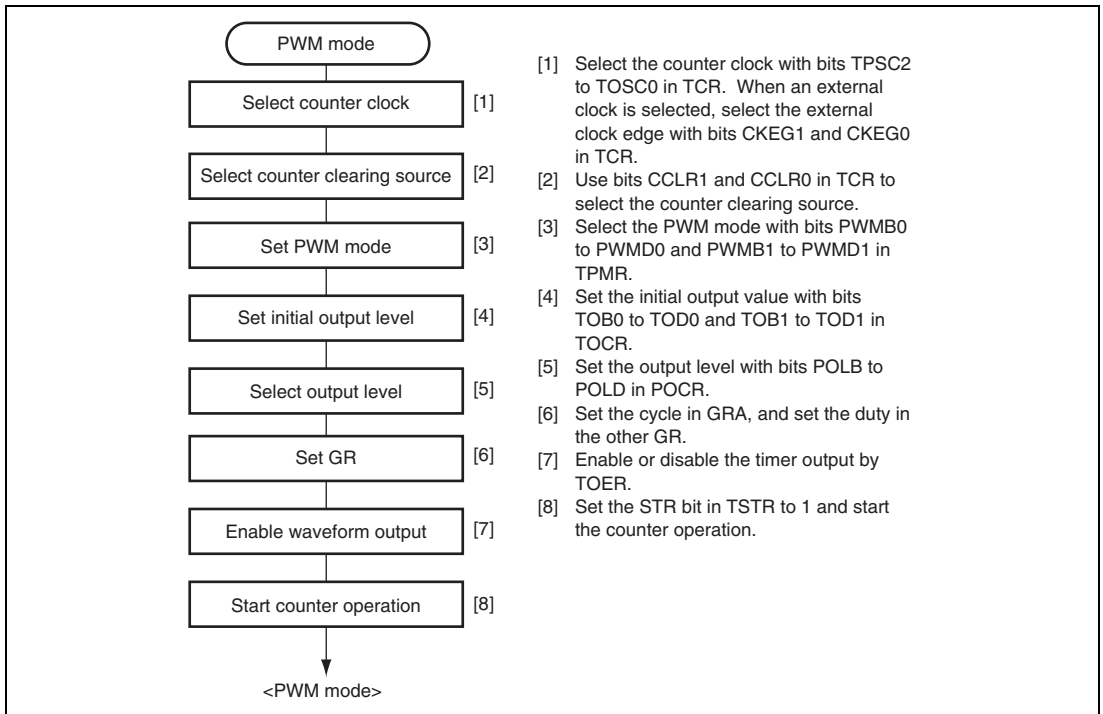 PWM mode
Select counter clock [1]
Select counter clearing source [2]
Set PWM mode [3]
Set initial output level [4]
Select output level [5]
Set GR [6]
Enable waveform output [7]
Start counter operation [8]
<PWM mode>
[1] Select the counter clock with bits TPSC2
to TOSC0 in TCR. When an external
clock is selected, select the external
clock edge with bits CKEG1 and CKEG0
in TCR.
[2] Use bits CCLR1 and CCLR0 in TCR to
select the counter clearing source.
[3] Select the PWM mode with bits PWMB0
to PWMD0 and PWMB1 to PWMD1 in
TPMR.
[4] Set the initial output value with bits
TOB0 to TOD0 and TOB1 to TOD1 in
TOCR.
[5] Set the output level with bits POLB to
POLD in POCR.
[6] Set the cycle in GRA, and set the duty in
the other GR.
[7] Enable or disable the timer output by
TOER.
[8] Set the STR bit in TSTR to 1 and start
the counter operation.